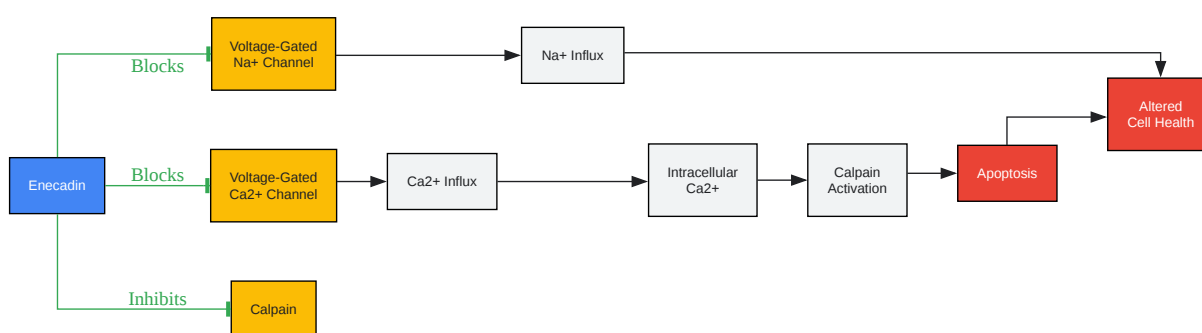 Voltage-Gated
Na+ Channel
Blocks
Na+ Influx
Altered
Cell Health
Enecadin
Blocks
Voltage-Gated
Ca2+ Channel
Ca2+ Influx
Intracellular
Ca2+
Calpain
Activation
Apoptosis
Inhibits
Calpain